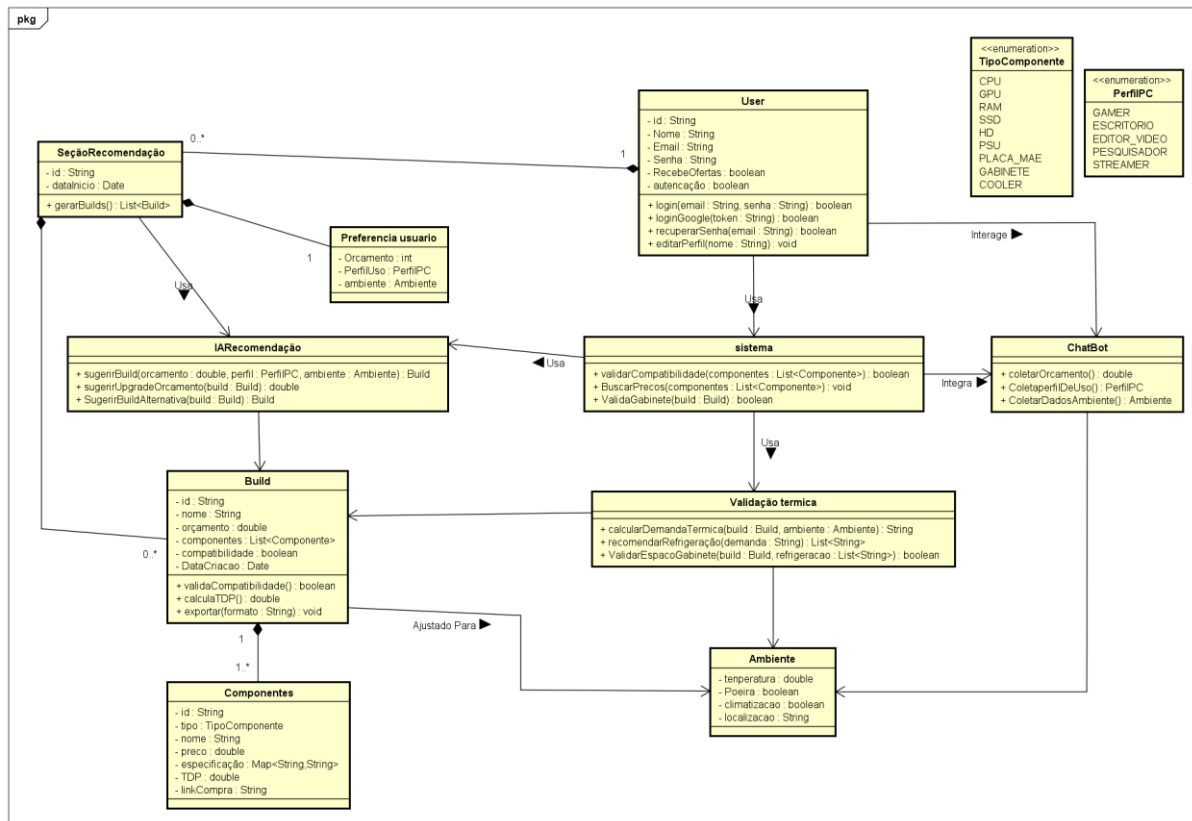 pkg
<<enumeration>>
TipoComponente
CPU
GPU
RAM
SSD
HD
PSU
PLACA_MAE
GABINETE
COOLER
<<enumeration>>
PerfilPC
GAMER
ESCRITORIO
EDITOR_VIDEO
PESQUISADOR
STREAMER
User
- id : String
- Nome : String
- Email : String
- Senha : String
- RecebeOfertas : boolean
- autencação : boolean
+ login(email : String, senha : String) : boolean
+ loginGoogle(token : String) : boolean
+ recuperarSenha(email : String) : boolean
+ editarPerfil(nome : String) : void
0..*
1
SeçãoRecomendação
- id : String
- dataInicio : Date
+ gerarBuilds() : List<Build>
Preferencia usuario
- Orcamento : int
- PerfilUso : PerfilPC
- ambiente : Ambiente
1
Interage ▶
Usa
▼
Usa
▼
IARecomendação
+ sugerirBuild(orcamento : double, perfil : PerfilPC, ambiente : Ambiente) : Build
+ sugerirUpgradeOrcamento(build : Build) : double
+ SugerirBuildAlternativa(build : Build) : Build
◀ Usa
sistema
+ validarCompatibilidade(componentes : List<Componente>) : boolean
+ BuscarPrecos(componentes : List<Componente>) : void
+ ValidaGabinete(build : Build) : boolean
Integra ▶
ChatBot
+ coletarOrcamento() : double
+ ColetaperfilDeUso() : PerfilPC
+ ColetarDadosAmbiente() : Ambiente
Usa
▼
Build
- id : String
- nome : String
- orçamento : double
- componentes : List<Componente>
- compatibilidade : boolean
- DataCriacao : Date
+ validaCompatibilidade() : boolean
+ calculaTDP() : double
+ exportar(formato : String) : void
0..*
Validação termica
+ calcularDemandaTermica(build : Build, ambiente : Ambiente) : String
+ recomendarRefrigeração(demanda : String) : List<String>
+ ValidarEspacoGabinete(build : Build, refrigeracao : List<String>) : boolean
Ajustado Para ▶
1
1..*
Ambiente
- tenperatura : double
- Poeira : boolean
- climatizacao : boolean
- localizacao : String
Componentes
- id : String
- tipo : TipoComponente
- nome : String
- preco : double
- especificação : Map<String,String>
- TDP : double
- linkCompra : String